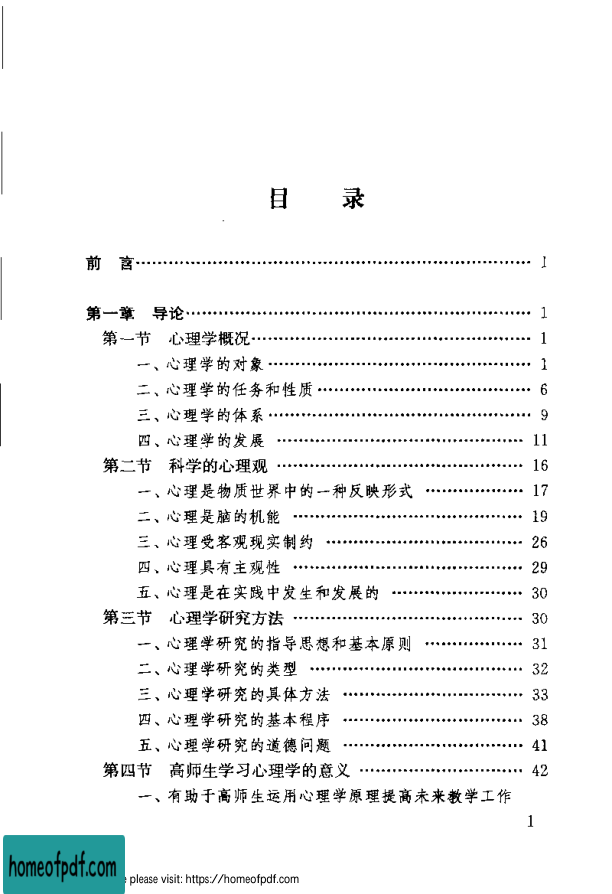 目 录
前 言…………………………………………………… 1
第一章 导论…………………………………………… 1
第一节 心理学概况…………………………………… 1
一、心理学的对象………………………………… 1
二、心理学的任务和性质………………………… 6
三、心理学的体系………………………………… 9
四、心理学的发展 ……………………………… 11
第二节 科学的心理观 ……………………………… 16
一、心理是物质世界中的一种反映形式 ……………… 17
二、心理是脑的机能 ……………………………… 19
三、心理受客观现实制约 ………………………… 26
四、心理具有主观性 ……………………………… 29
五、心理是在实践中发生和发展的 ………………… 30
第三节 心理学研究方法 ……………………………… 30
一、心理学研究的指导思想和基本原则 ……………… 31
二、心理学研究的类型 …………………………… 32
三、心理学研究的具体方法 ……………………… 33
四、心理学研究的基本程序 ……………………… 38
五、心理学研究的道德问题 ……………………… 41
第四节 高师生学习心理学的意义 …………………… 42
一、有助于高师生运用心理学原理提高未来教学工作
1
homeofpdf.com
please visit: https://homeofpdf.com